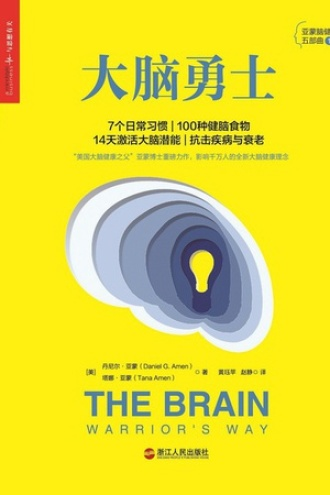 与思想有关
亚蒙脑健
五部曲
大脑勇士
7个日常习惯|100种健脑食物
14天激活大脑潜能|抗击疾病与衰老
“美国大脑健康之父”亚蒙博士重磅力作，影响千万人的全新大脑健康理念
[美] 丹尼尔·亚蒙 (Daniel G. Amen) 著 黄珏苹 赵静 译
塔娜·亚蒙 (Tana Amen)
THE BRAIN
WARRIOR'S WAY
浙江人民出版社